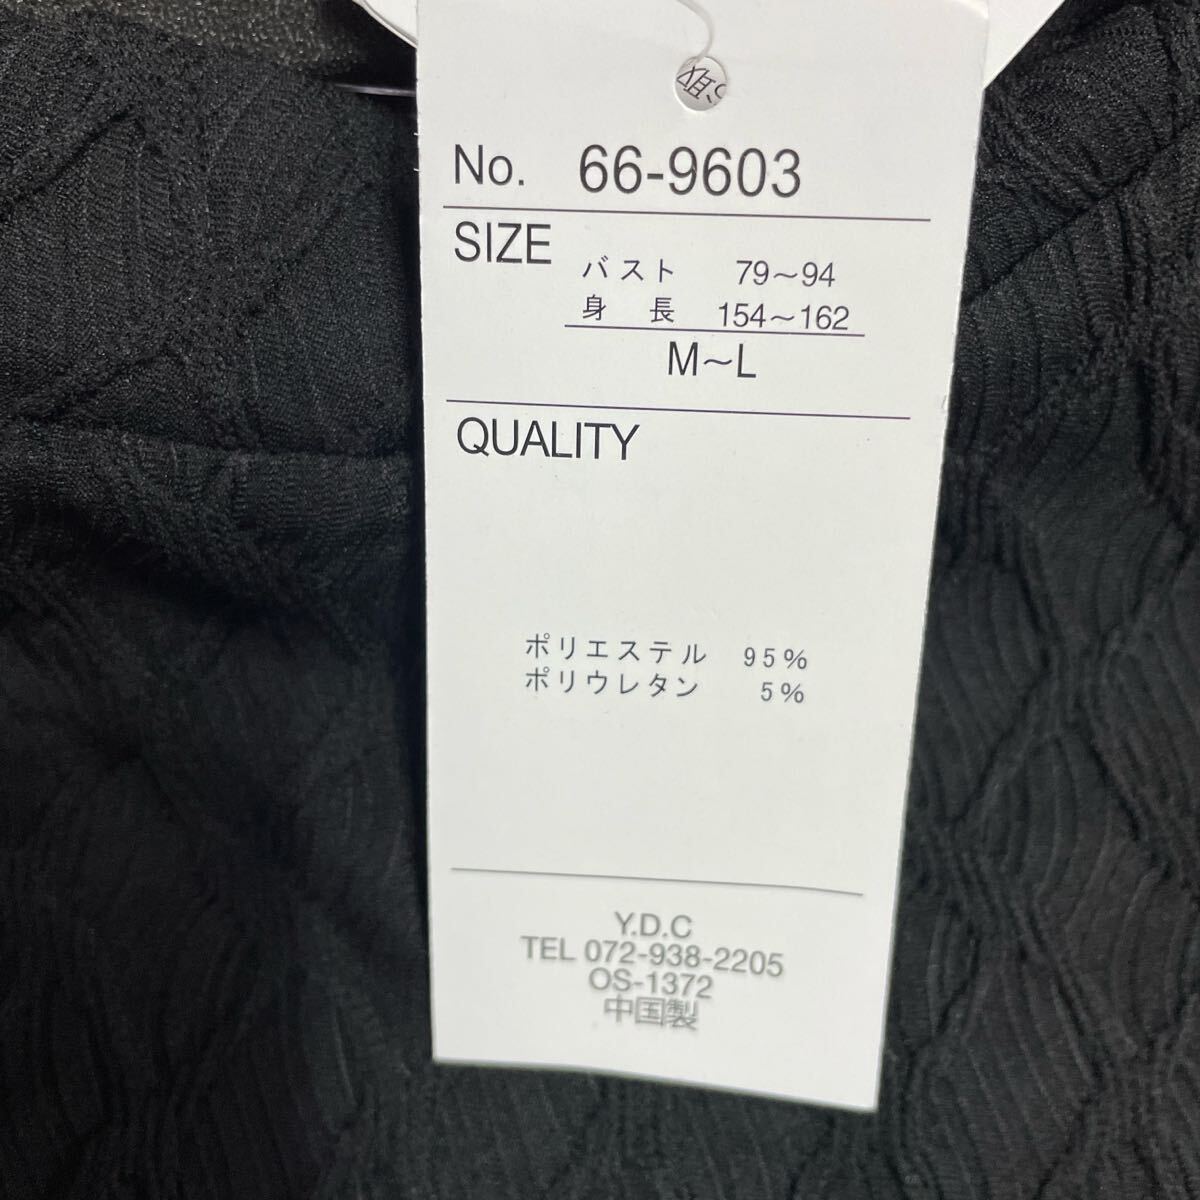 No. 66-9603
SIZE
バスト 79～94
身長 154～162
M～L
QUALITY
ポリエステル 95%
ポリウレタン 5%
Y.D.C
TEL 072-938-2205
OS-1372
中国製